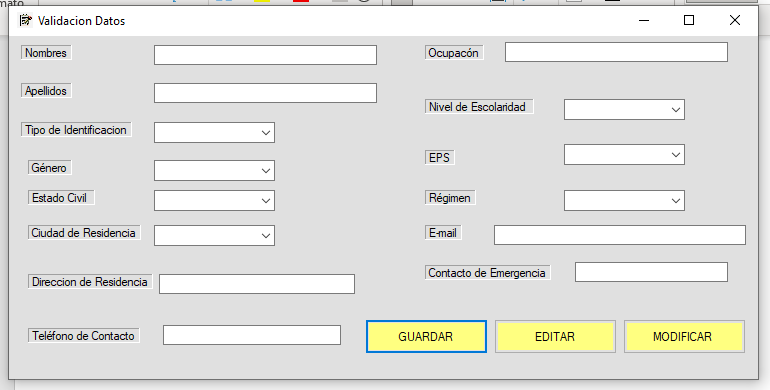 mato
Validacion Datos
Nombres
Apellidos
Tipo de Identificacion
Género
Estado Civil
Ciudad de Residencia
Direccion de Residencia
Teléfono de Contacto
Ocupacón
Nivel de Escolaridad
EPS
Régimen
E-mail
Contacto de Emergencia
GUARDAR
EDITAR
MODIFICAR